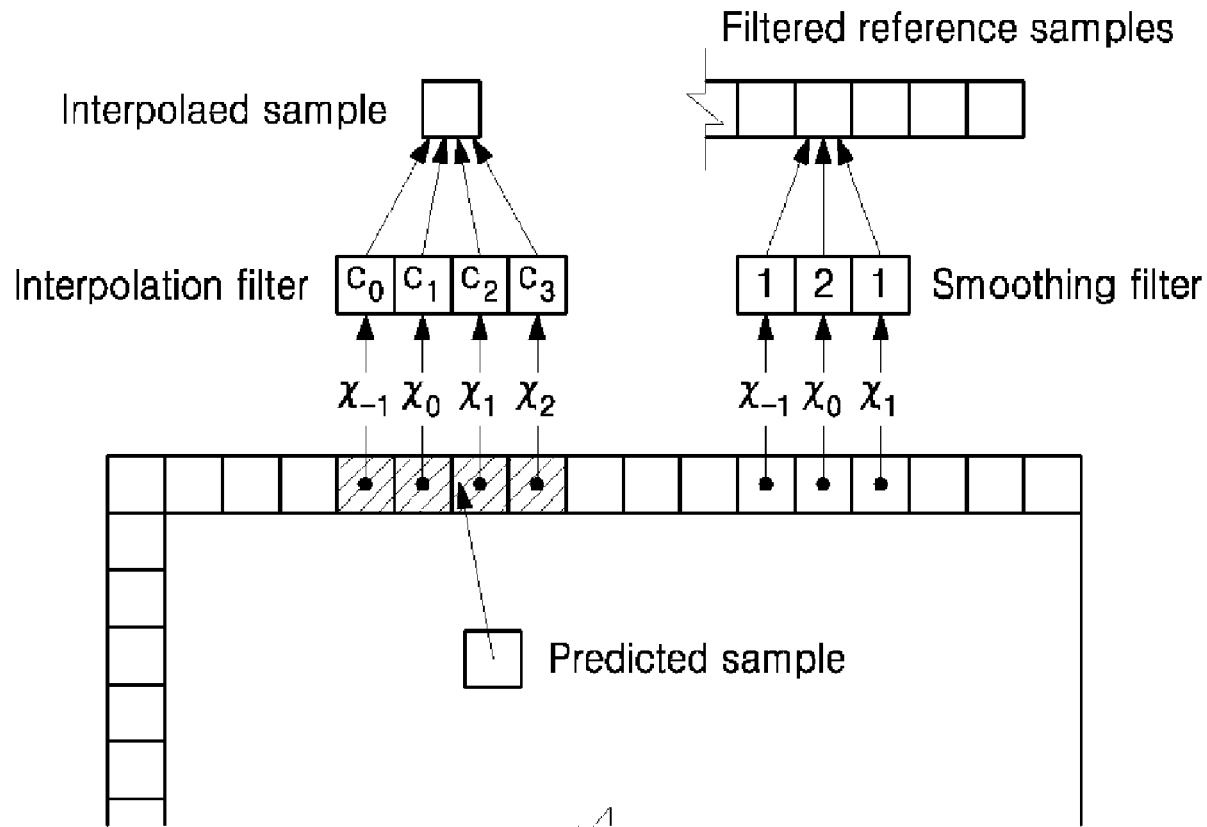 Filtered reference samples
Interpolaed sample
Interpolation filter
C₀ C₁ C₂ C₃
1 2 1
Smoothing filter
χ₋₁ χ₀ χ₁ χ₂
χ₋₁ χ₀ χ₁
Predicted sample